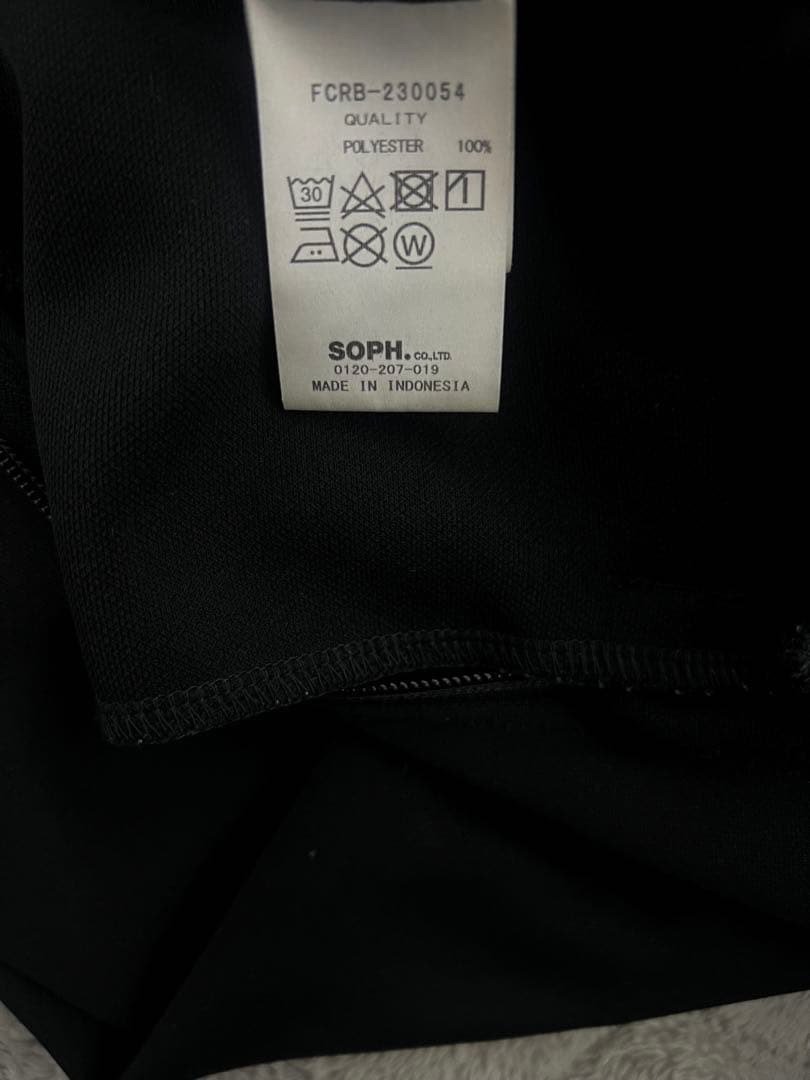 FCRB-230054
QUALITY
POLYESTER 100%
30
W
SOPH. CO.,LTD.
0120-207-019
MADE IN INDONESIA